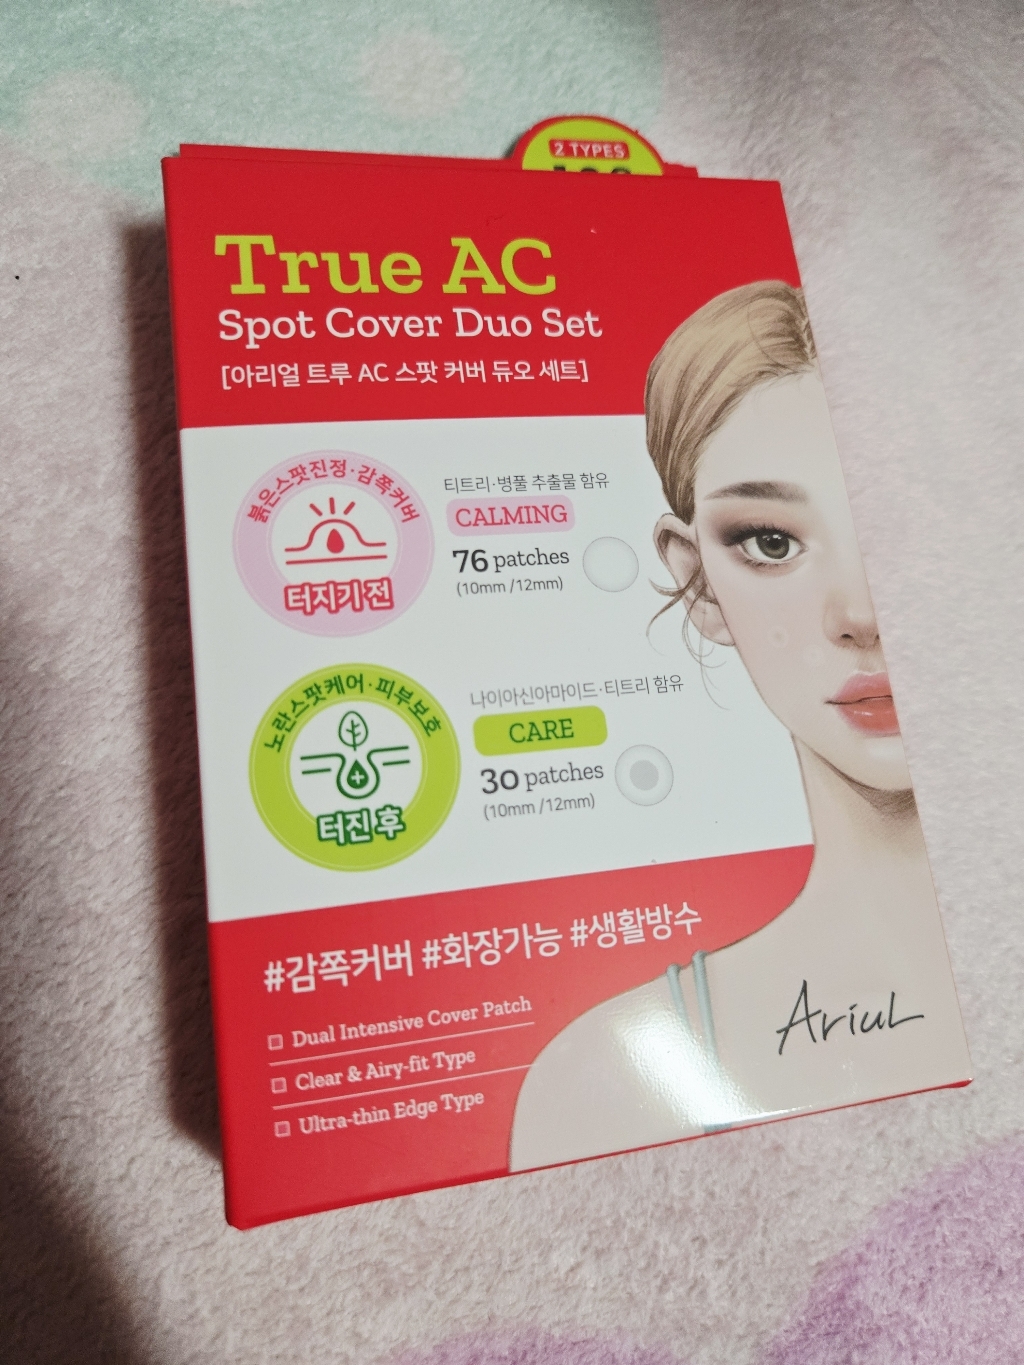 2 TYPES
True AC
Spot Cover Duo Set
[아리얼 트루 AC 스팟 커버 듀오 세트]
붉은스팟진정·감쪽커버
터지기 전
티트리·병풀 추출물 함유
CALMING
76 patches
(10mm /12mm)
노란스팟케어·피부보호
터진 후
나이아신아마이드·티트리 함유
CARE
30 patches
(10mm /12mm)
#감쪽커버 #화장가능 #생활방수
Dual Intensive Cover Patch
Clear & Airy-fit Type
Ultra-thin Edge Type
Ariul